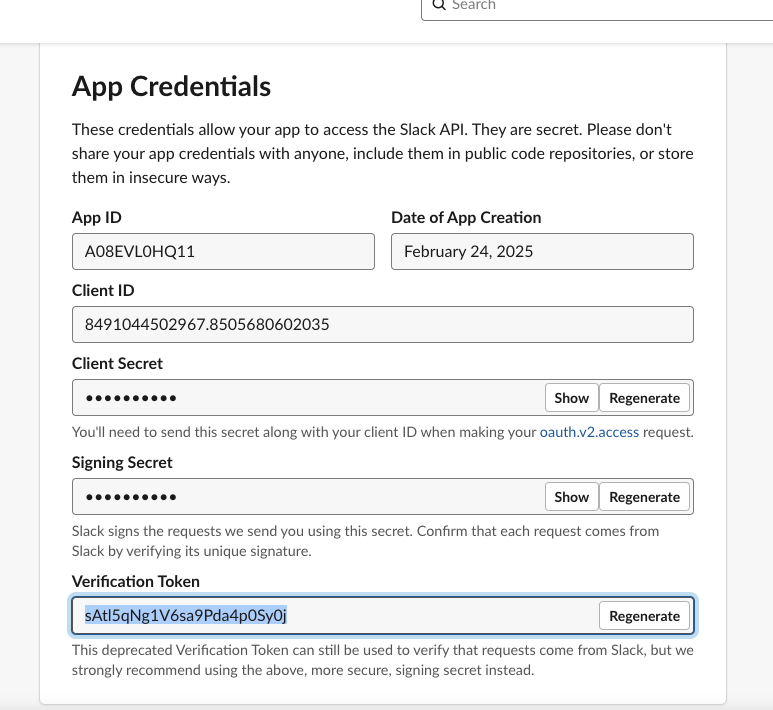 Search
App Credentials
These credentials allow your app to access the Slack API. They are secret. Please don't
share your app credentials with anyone, include them in public code repositories, or store
them in insecure ways.
App ID
Date of App Creation
A08EVL0HQ11
February 24, 2025
Client ID
8491044502967.8505680602035
Client Secret
••••••••••
Show
Regenerate
You'll need to send this secret along with your client ID when making your oauth.v2.access request.
Signing Secret
••••••••••
Show
Regenerate
Slack signs the requests we send you using this secret. Confirm that each request comes from
Slack by verifying its unique signature.
Verification Token
sAtl5qNg1V6sa9Pda4p0Sy0j
Regenerate
This deprecated Verification Token can still be used to verify that requests come from Slack, but we
strongly recommend using the above, more secure, signing secret instead.